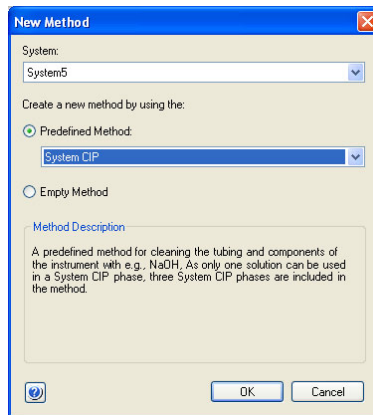 New Method
System:
System5
Create a new method by using the:
Predefined Method:
System CIP
Empty Method
Method Description
A predefined method for cleaning the tubing and components of
the instrument with e.g., NaOH, As only one solution can be used
in a System CIP phase, three System CIP phases are included in
the method.
OK Cancel